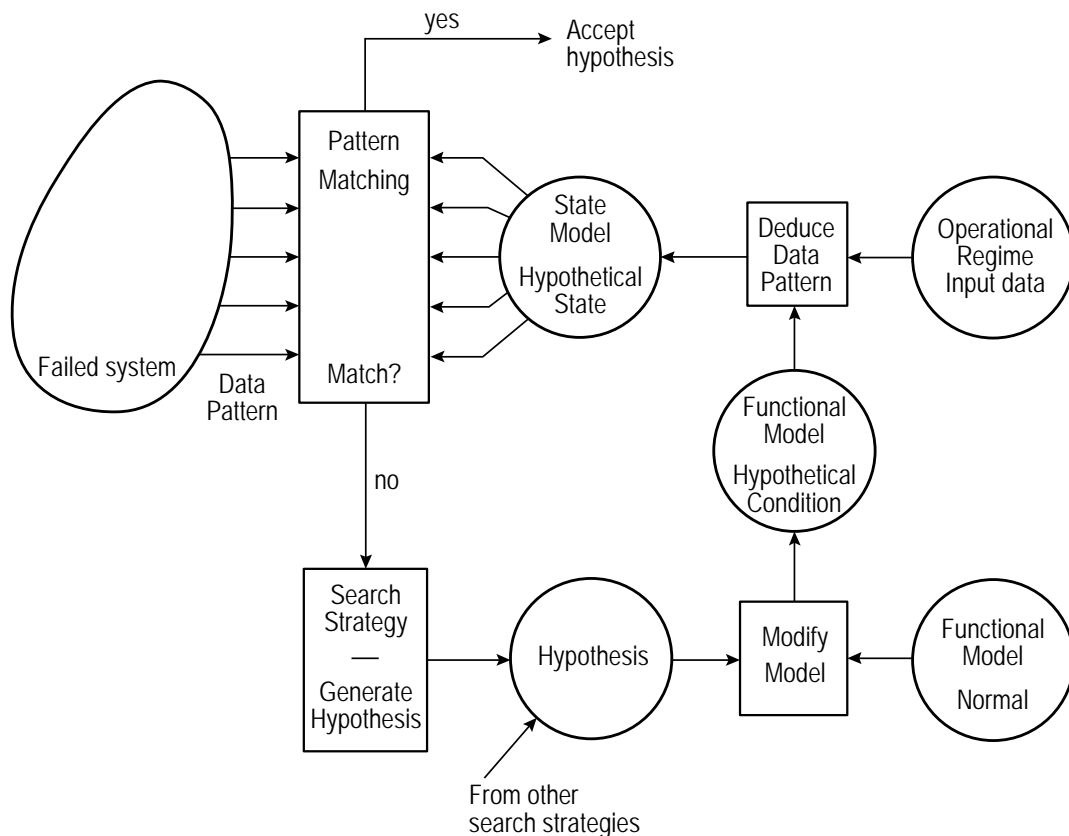 yes
Accept
hypothesis
Pattern
Matching
Match?
Failed system
Data
Pattern
State
Model
Hypothetical
State
Deduce
Data
Pattern
Operational
Regime
Input data
Functional
Model
Hypothetical
Condition
no
Search
Strategy
—
Generate
Hypothesis
Hypothesis
Modify
Model
Functional
Model
Normal
From other
search strategies